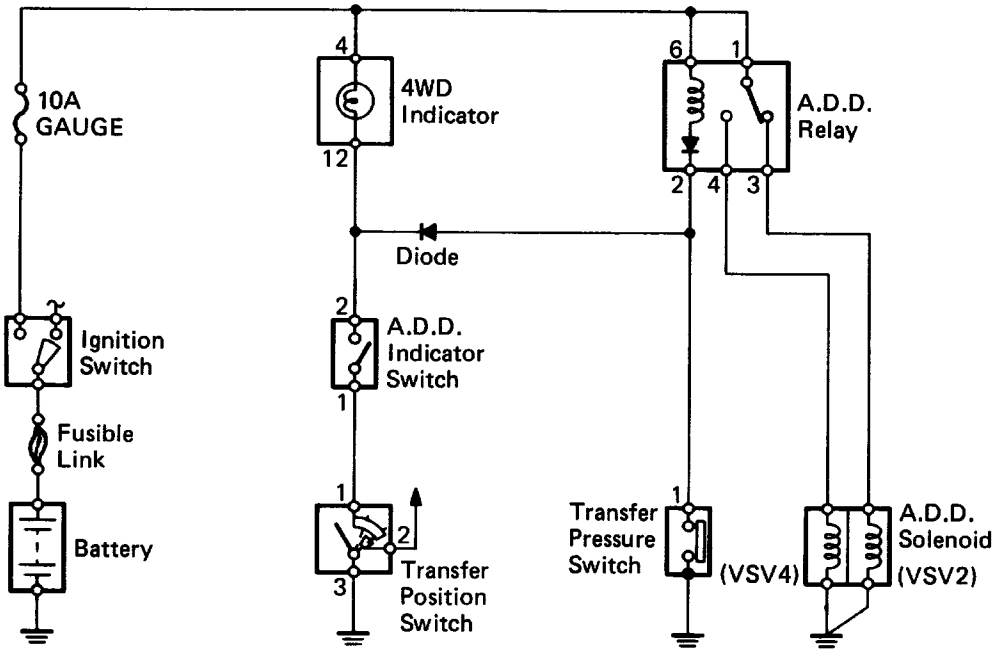 4
6
1
10A
GAUGE
4WD
Indicator
A.D.D.
Relay
12
2
4
3
Diode
2
A.D.D.
Indicator
Switch
1
Ignition
Switch
Fusible
Link
Battery
1
2
3
Transfer
Position
Switch
Transfer
Pressure
Switch
1
(VSV4)
A.D.D.
Solenoid
(VSV2)